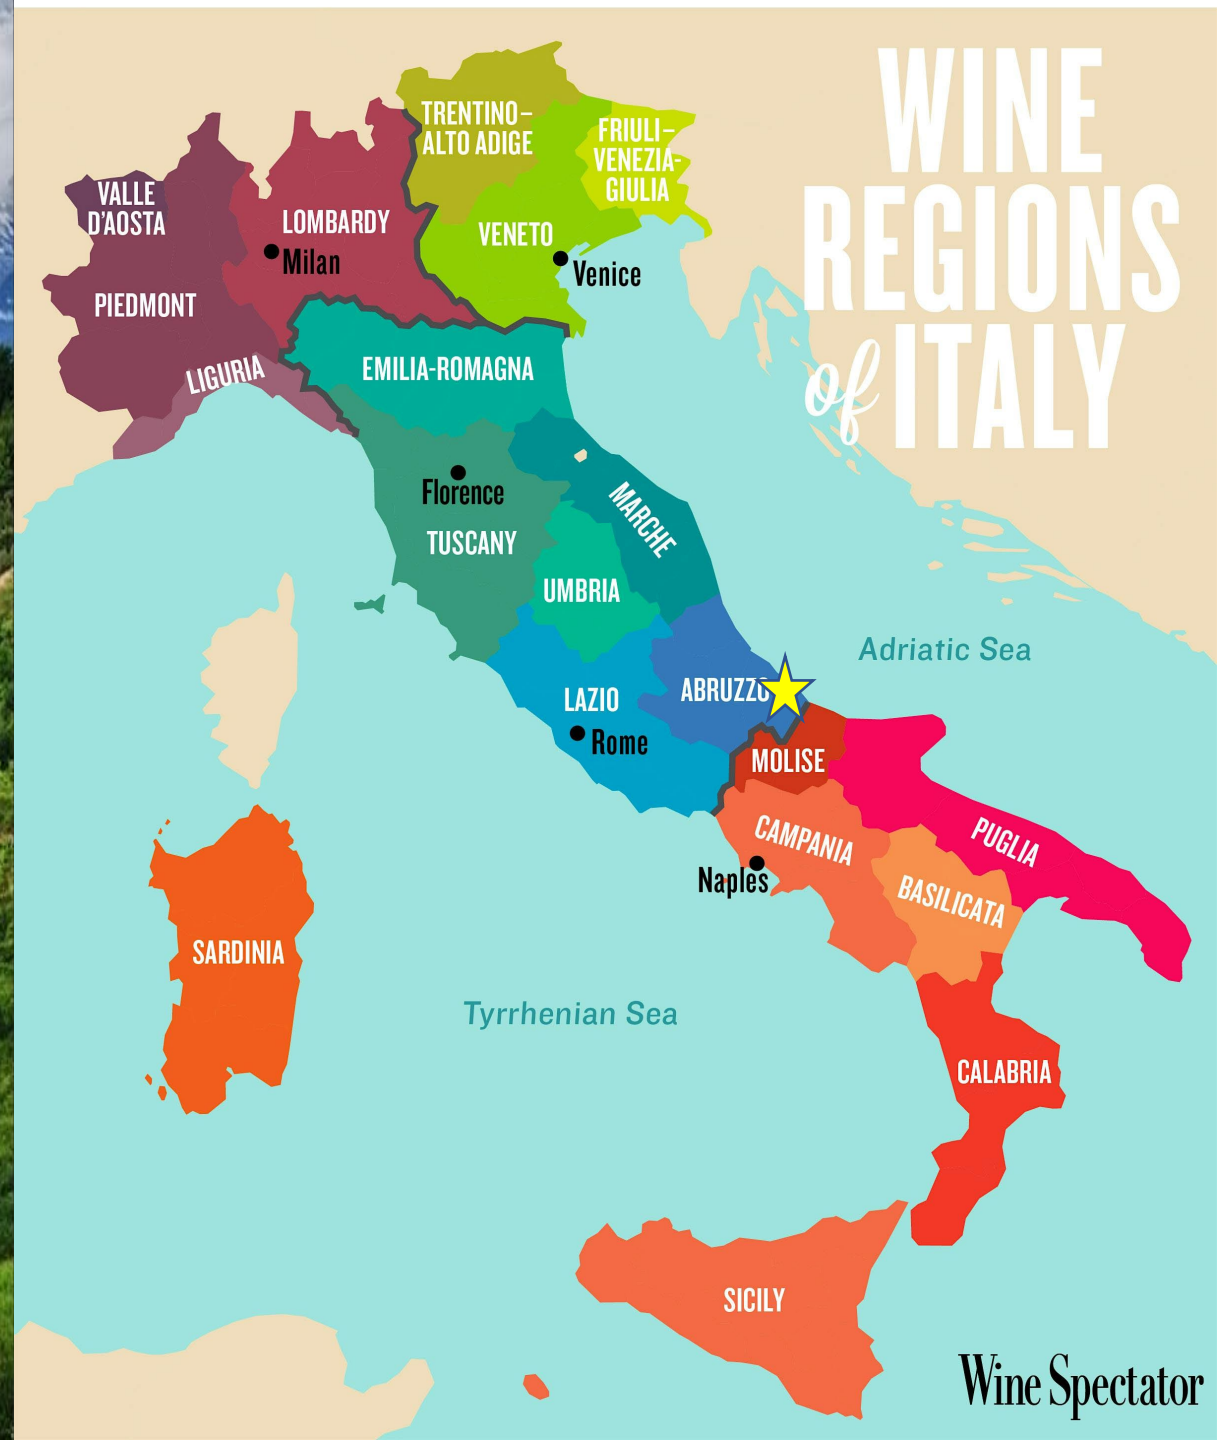 WINE
REGIONS
of ITALY
TRENTINO–
ALTO ADIGE
FRIULI–
VENEZIA-
GIULIA
VALLE
D'AOSTA
LOMBARDY
VENETO
Milan
Venice
PIEDMONT
LIGURIA
EMILIA-ROMAGNA
Florence
MARCHE
TUSCANY
UMBRIA
Adriatic Sea
ABRUZZO
LAZIO
Rome
MOLISE
CAMPANIA
PUGLIA
Naples
BASILICATA
SARDINIA
Tyrrhenian Sea
CALABRIA
SICILY
Wine Spectator